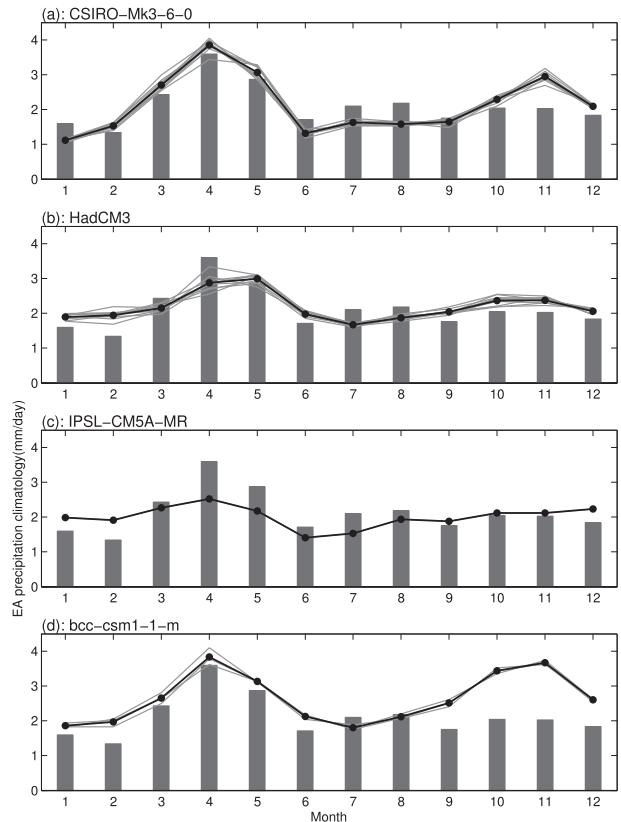 (a): CSIRO−Mk3−6−0
4
3
2
1
0
1 2 3 4 5 6 7 8 9 10 11 12
(b): HadCM3
4
3
2
1
0
1 2 3 4 5 6 7 8 9 10 11 12
EA precipitation climatology(mm/day)
(c): IPSL−CM5A−MR
4
3
2
1
0
1 2 3 4 5 6 7 8 9 10 11 12
(d): bcc−csm1−1−m
4
3
2
1
0
1 2 3 4 5 6 7 8 9 10 11 12
Month